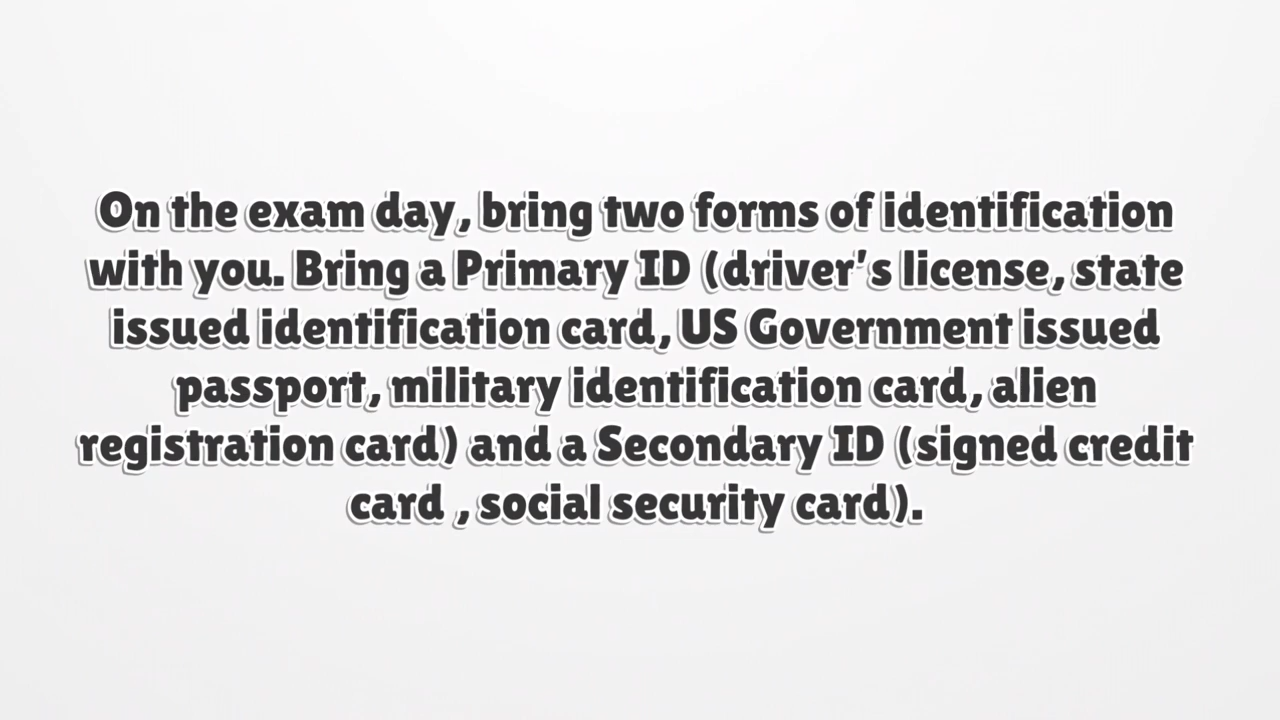 On the exam day, bring two forms of identification
with you. Bring a Primary ID (driver's license, state
issued identification card, US Government issued
passport, military identification card, alien
registration card) and a Secondary ID (signed credit
card , social security card).